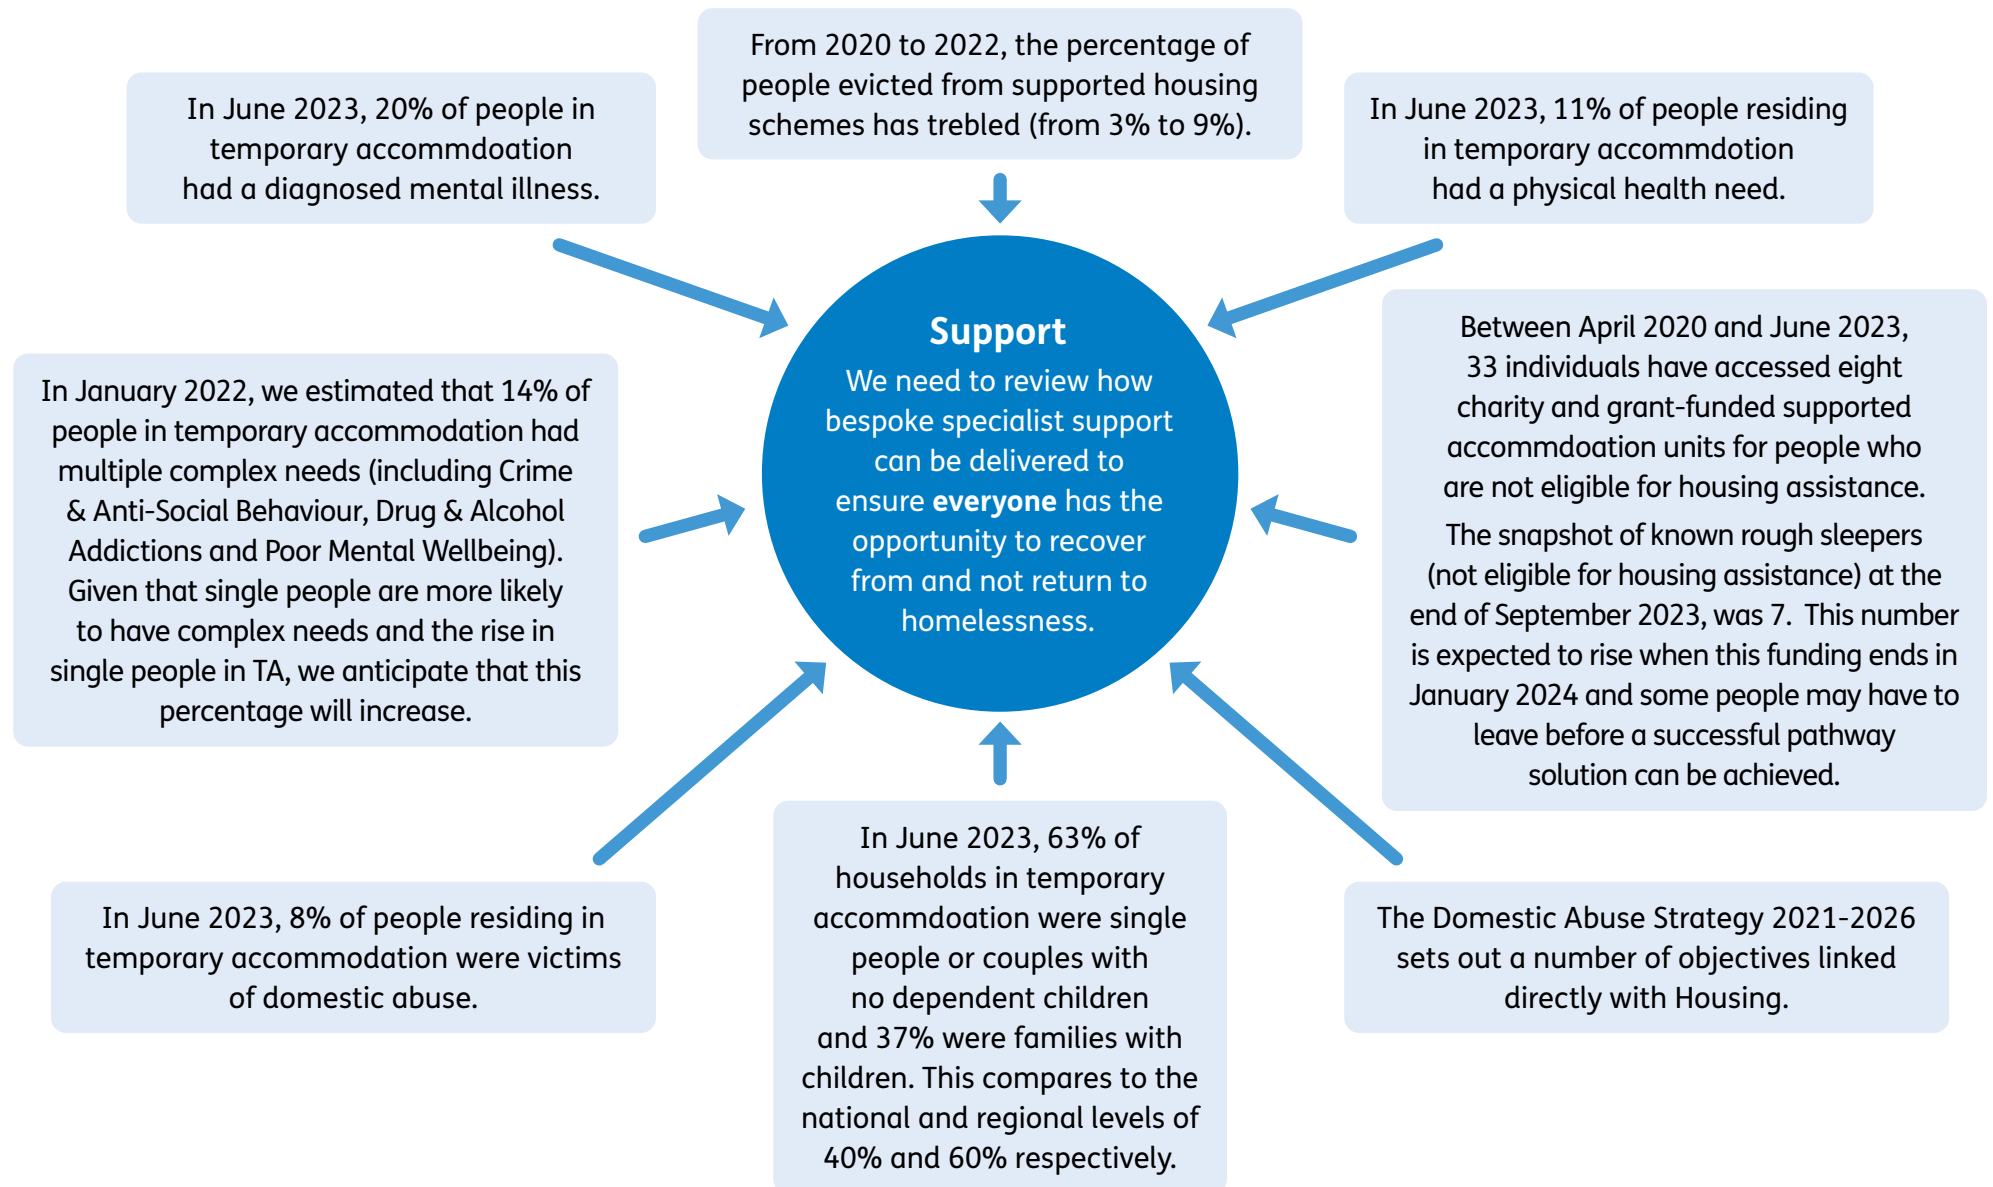 From 2020 to 2022, the percentage of
people evicted from supported housing
schemes has trebled (from 3% to 9%).
In June 2023, 20% of people in
temporary accommdoation
had a diagnosed mental illness.
In June 2023, 11% of people residing
in temporary accommdotion
had a physical health need.
Support
We need to review how
bespoke specialist support
can be delivered to
ensure everyone has the
opportunity to recover
from and not return to
homelessness.
In January 2022, we estimated that 14% of
people in temporary accommodation had
multiple complex needs (including Crime
& Anti-Social Behaviour, Drug & Alcohol
Addictions and Poor Mental Wellbeing).
Given that single people are more likely
to have complex needs and the rise in
single people in TA, we anticipate that this
percentage will increase.
Between April 2020 and June 2023,
33 individuals have accessed eight
charity and grant-funded supported
accommdoation units for people who
are not eligible for housing assistance.
The snapshot of known rough sleepers
(not eligible for housing assistance) at the
end of September 2023, was 7.  This number
is expected to rise when this funding ends in
January 2024 and some people may have to
leave before a successful pathway
solution can be achieved.
In June 2023, 8% of people residing in
temporary accommodation were victims
of domestic abuse.
In June 2023, 63% of
households in temporary
accommdoation were single
people or couples with
no dependent children
and 37% were families with
children. This compares to the
national and regional levels of
40% and 60% respectively.
The Domestic Abuse Strategy 2021-2026
sets out a number of objectives linked
directly with Housing.